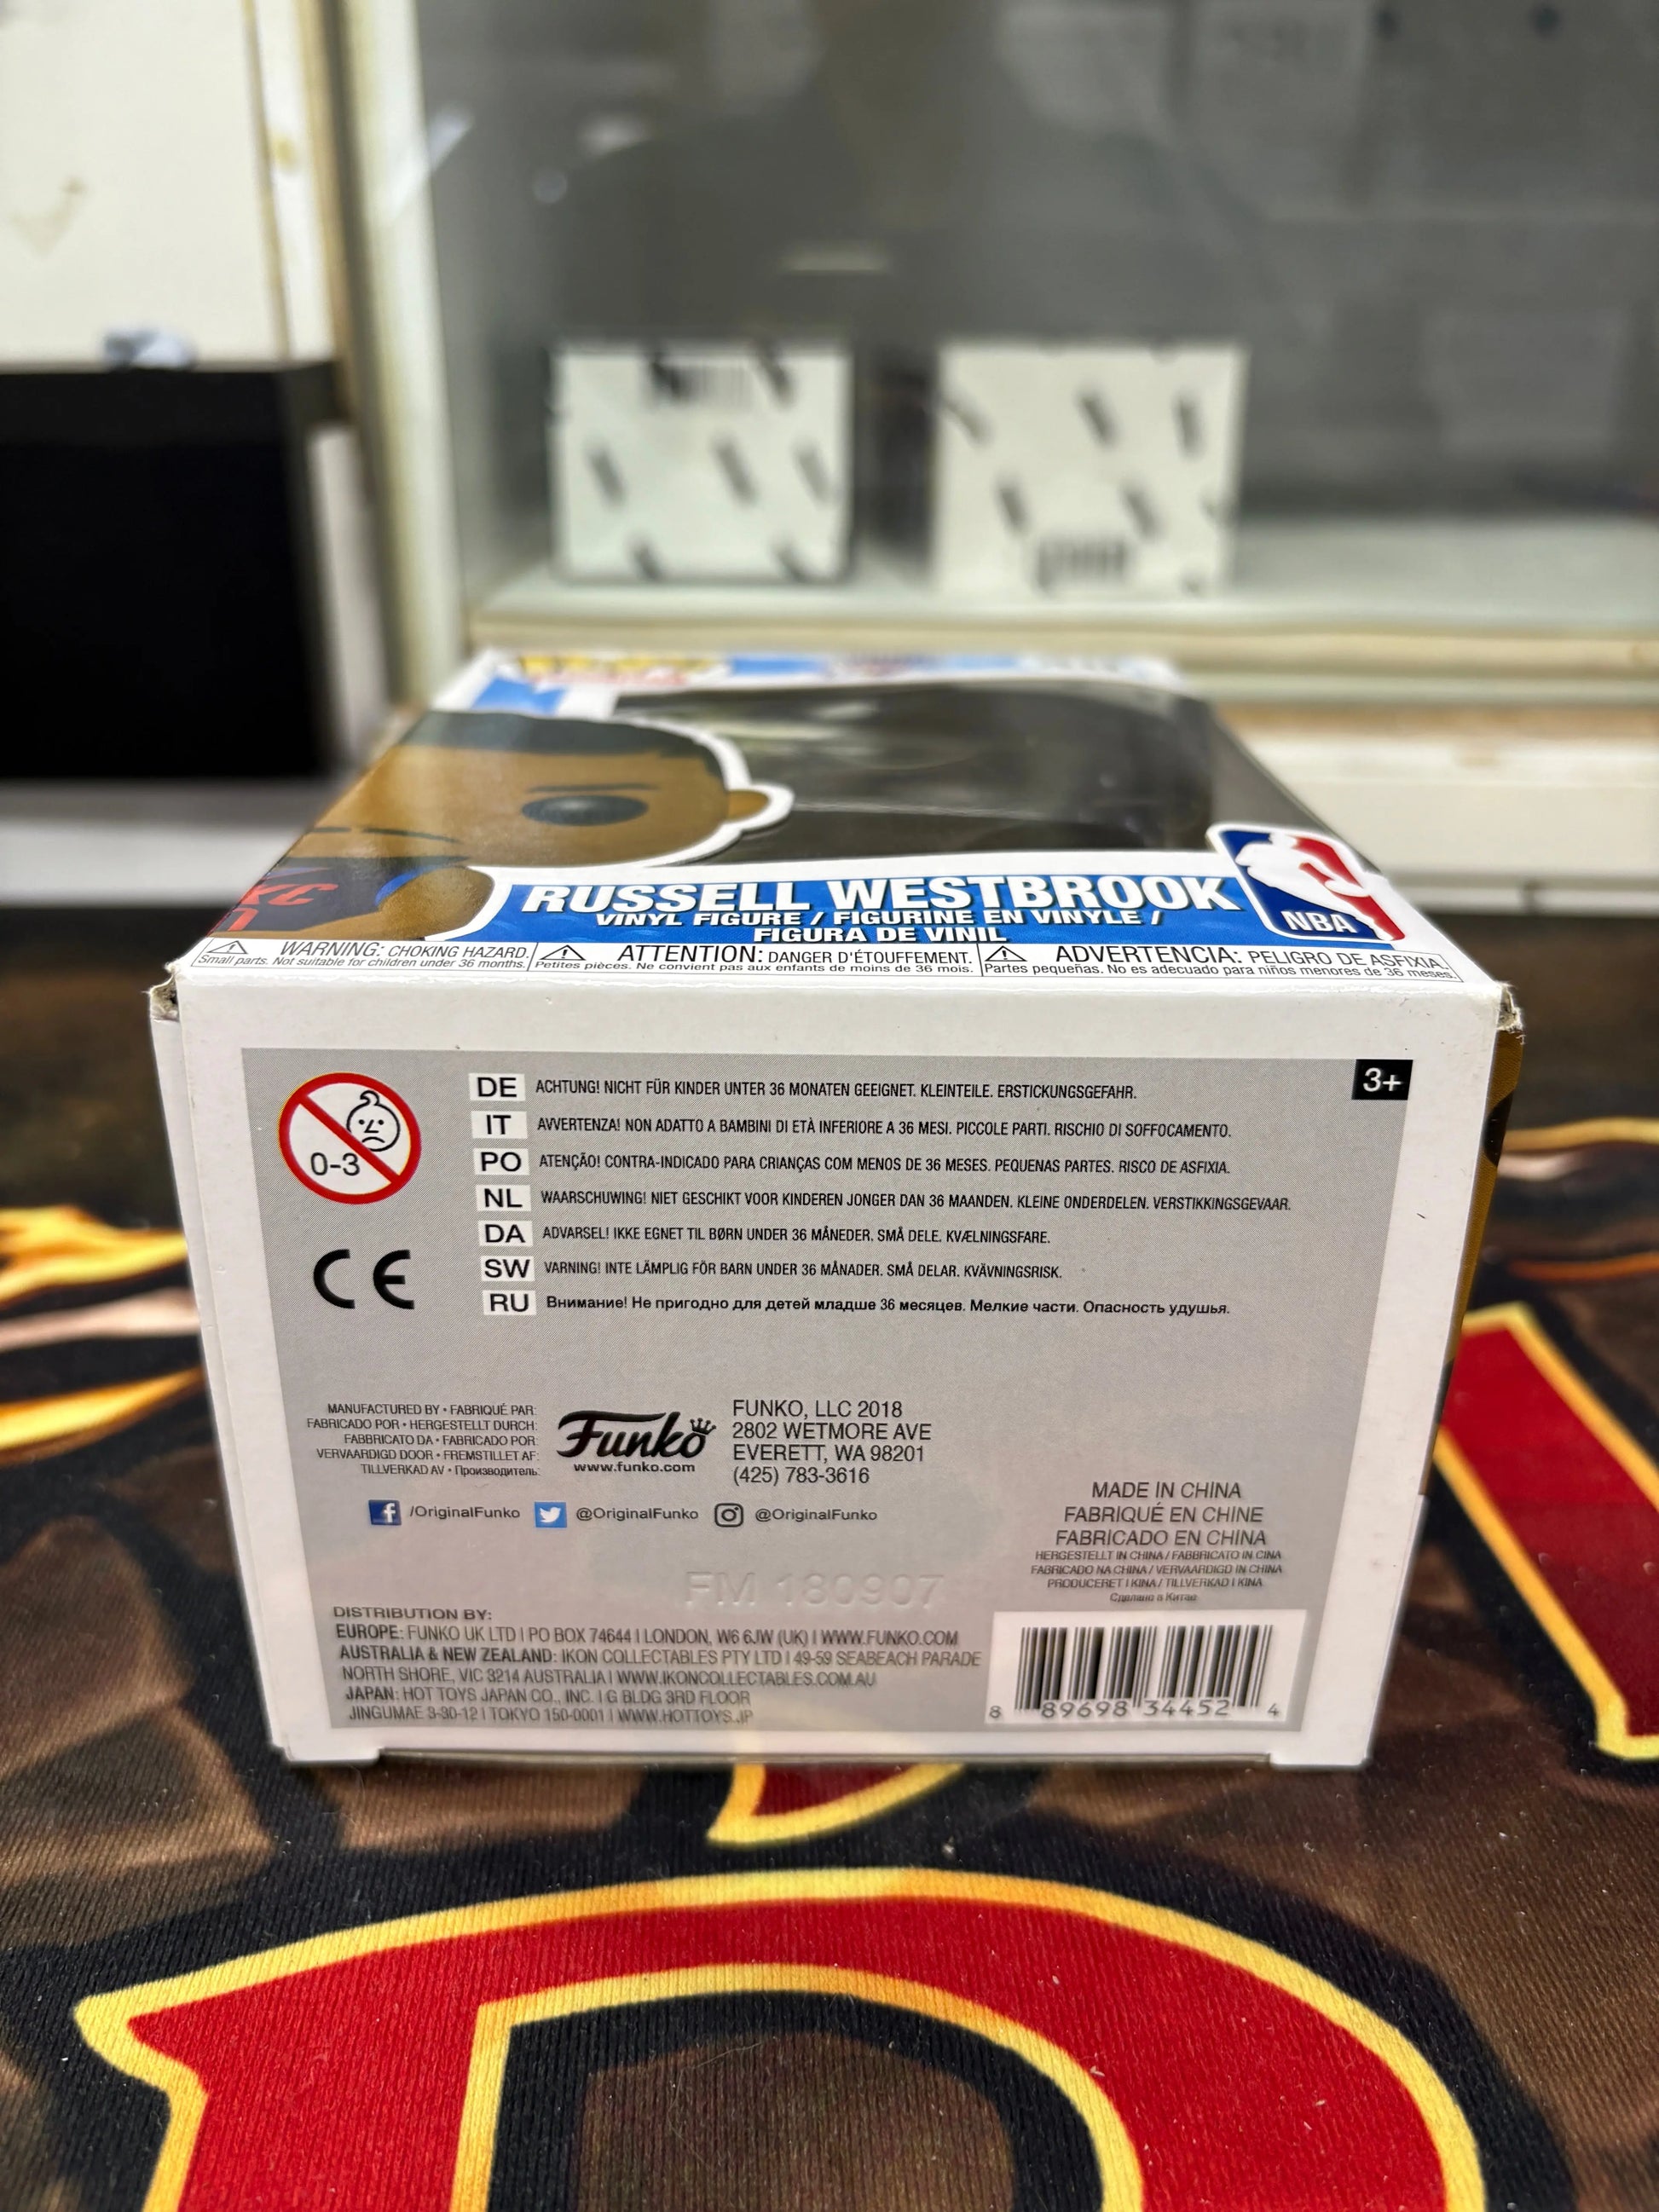 RUSSELL WESTBROOK
VINYL FIGURE / FIGURINE EN VINYLE /
FIGURA DE VINIL
NBA
WARNING: CHOKING HAZARD.
Small parts. Not suitable for children under 36 months.
ATTENTION: DANGER D'ÉTOUFFEMENT.
Petites pièces. Ne convient pas aux enfants de moins de 36 mois.
ADVERTENCIA: PELIGRO DE ASFIXIA.
Partes pequeñas. No es adecuado para niños menores de 36 meses.
3+
0-3
DE ACHTUNG! NICHT FÜR KINDER UNTER 36 MONATEN GEEIGNET. KLEINTEILE. ERSTICKUNGSGEFAHR.
IT AVVERTENZA! NON ADATTO A BAMBINI DI ETÀ INFERIORE A 36 MESI. PICCOLE PARTI. RISCHIO DI SOFFOCAMENTO.
PO ATENÇÃO! CONTRA-INDICADO PARA CRIANÇAS COM MENOS DE 36 MESES. PEQUENAS PARTES. RISCO DE ASFIXIA.
NL WAARSCHUWING! NIET GESCHIKT VOOR KINDEREN JONGER DAN 36 MAANDEN. KLEINE ONDERDELEN. VERSTIKKINGSGEVAAR.
DA ADVARSEL! IKKE EGNET TIL BØRN UNDER 36 MÅNEDER. SMÅ DELE. KVÆLNINGSFARE.
SW VARNING! INTE LÄMPLIG FÖR BARN UNDER 36 MÅNADER. SMÅ DELAR. KVÄVNINGSRISK.
RU Внимание! Не пригодно для детей младше 36 месяцев. Мелкие части. Опасность удушья.
CE
MANUFACTURED BY • FABRIQUÉ PAR:
FABRICADO POR • HERGESTELLT DURCH:
FABBRICATO DA • FABRICADO POR:
VERVAARDIGD DOOR • FREMSTILLET AF:
TILLVERKAD AV • Производитель:
Funko
www.funko.com
FUNKO, LLC 2018
2802 WETMORE AVE
EVERETT, WA 98201
(425) 783-3616
/OriginalFunko @OriginalFunko @OriginalFunko
MADE IN CHINA
FABRIQUÉ EN CHINE
FABRICADO EN CHINA
HERGESTELLT IN CHINA / FABBRICATO IN CINA
FABRICADO NA CHINA / VERVAARDIGD IN CHINA
PRODUCERET I KINA / TILLVERKAD I KINA
Сделано в Китае
FM 180907
DISTRIBUTION BY:
EUROPE: FUNKO UK LTD | PO BOX 74644 | LONDON, W6 6JW (UK) | WWW.FUNKO.COM
AUSTRALIA & NEW ZEALAND: IKON COLLECTABLES PTY LTD | 49-59 SEABEACH PARADE
NORTH SHORE, VIC 3214 AUSTRALIA | WWW.IKONCOLLECTABLES.COM.AU
JAPAN: HOT TOYS JAPAN CO., INC. | G BLDG 3RD FLOOR
JINGUMAE 3-30-12 | TOKYO 150-0001 | WWW.HOTTOYS.JP
8 89698 34452 4